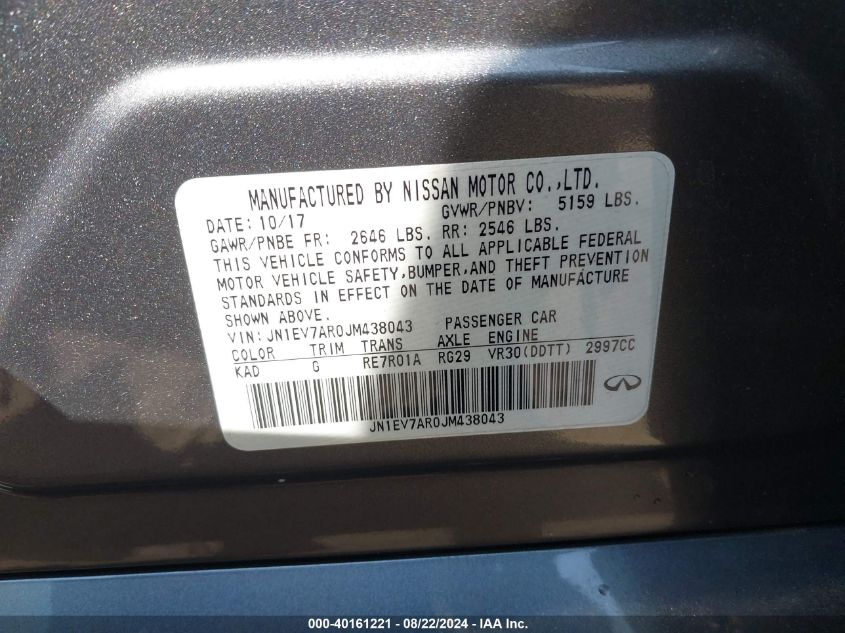 MANUFACTURED BY NISSAN MOTOR CO.,LTD.
DATE: 10/17 GVWR/PNBV: 5159 LBS.
GAWR/PNBE FR: 2646 LBS. RR: 2546 LBS.
THIS VEHICLE CONFORMS TO ALL APPLICABLE FEDERAL
MOTOR VEHICLE SAFETY,BUMPER,AND THEFT PREVENTION
STANDARDS IN EFFECT ON THE DATE OF MANUFACTURE
SHOWN ABOVE.
VIN: JN1EV7AR0JM438043 PASSENGER CAR
COLOR TRIM TRANS AXLE ENGINE
KAD G RE7R01A RG29 VR30(DDTT) 2997CC
JN1EV7AR0JM438043
000-40161221 - 08/22/2024 - IAA Inc.